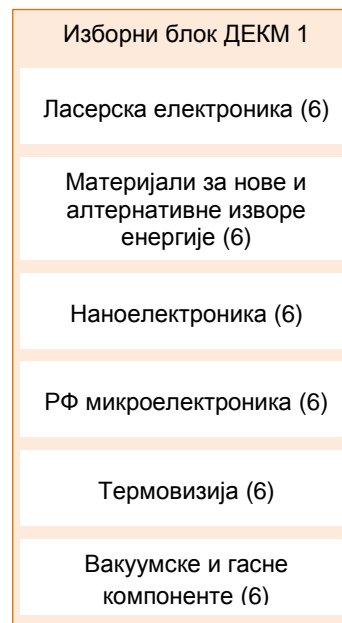 Изборни блок ДЕКМ 1
Ласерска електроника (6)
Материјали за нове и
алтернативне изворе
енергије (6)
Наноелектроника (6)
РФ микроелектроника (6)
Термовизија (6)
Вакуумске и гасне
компоненте (6)